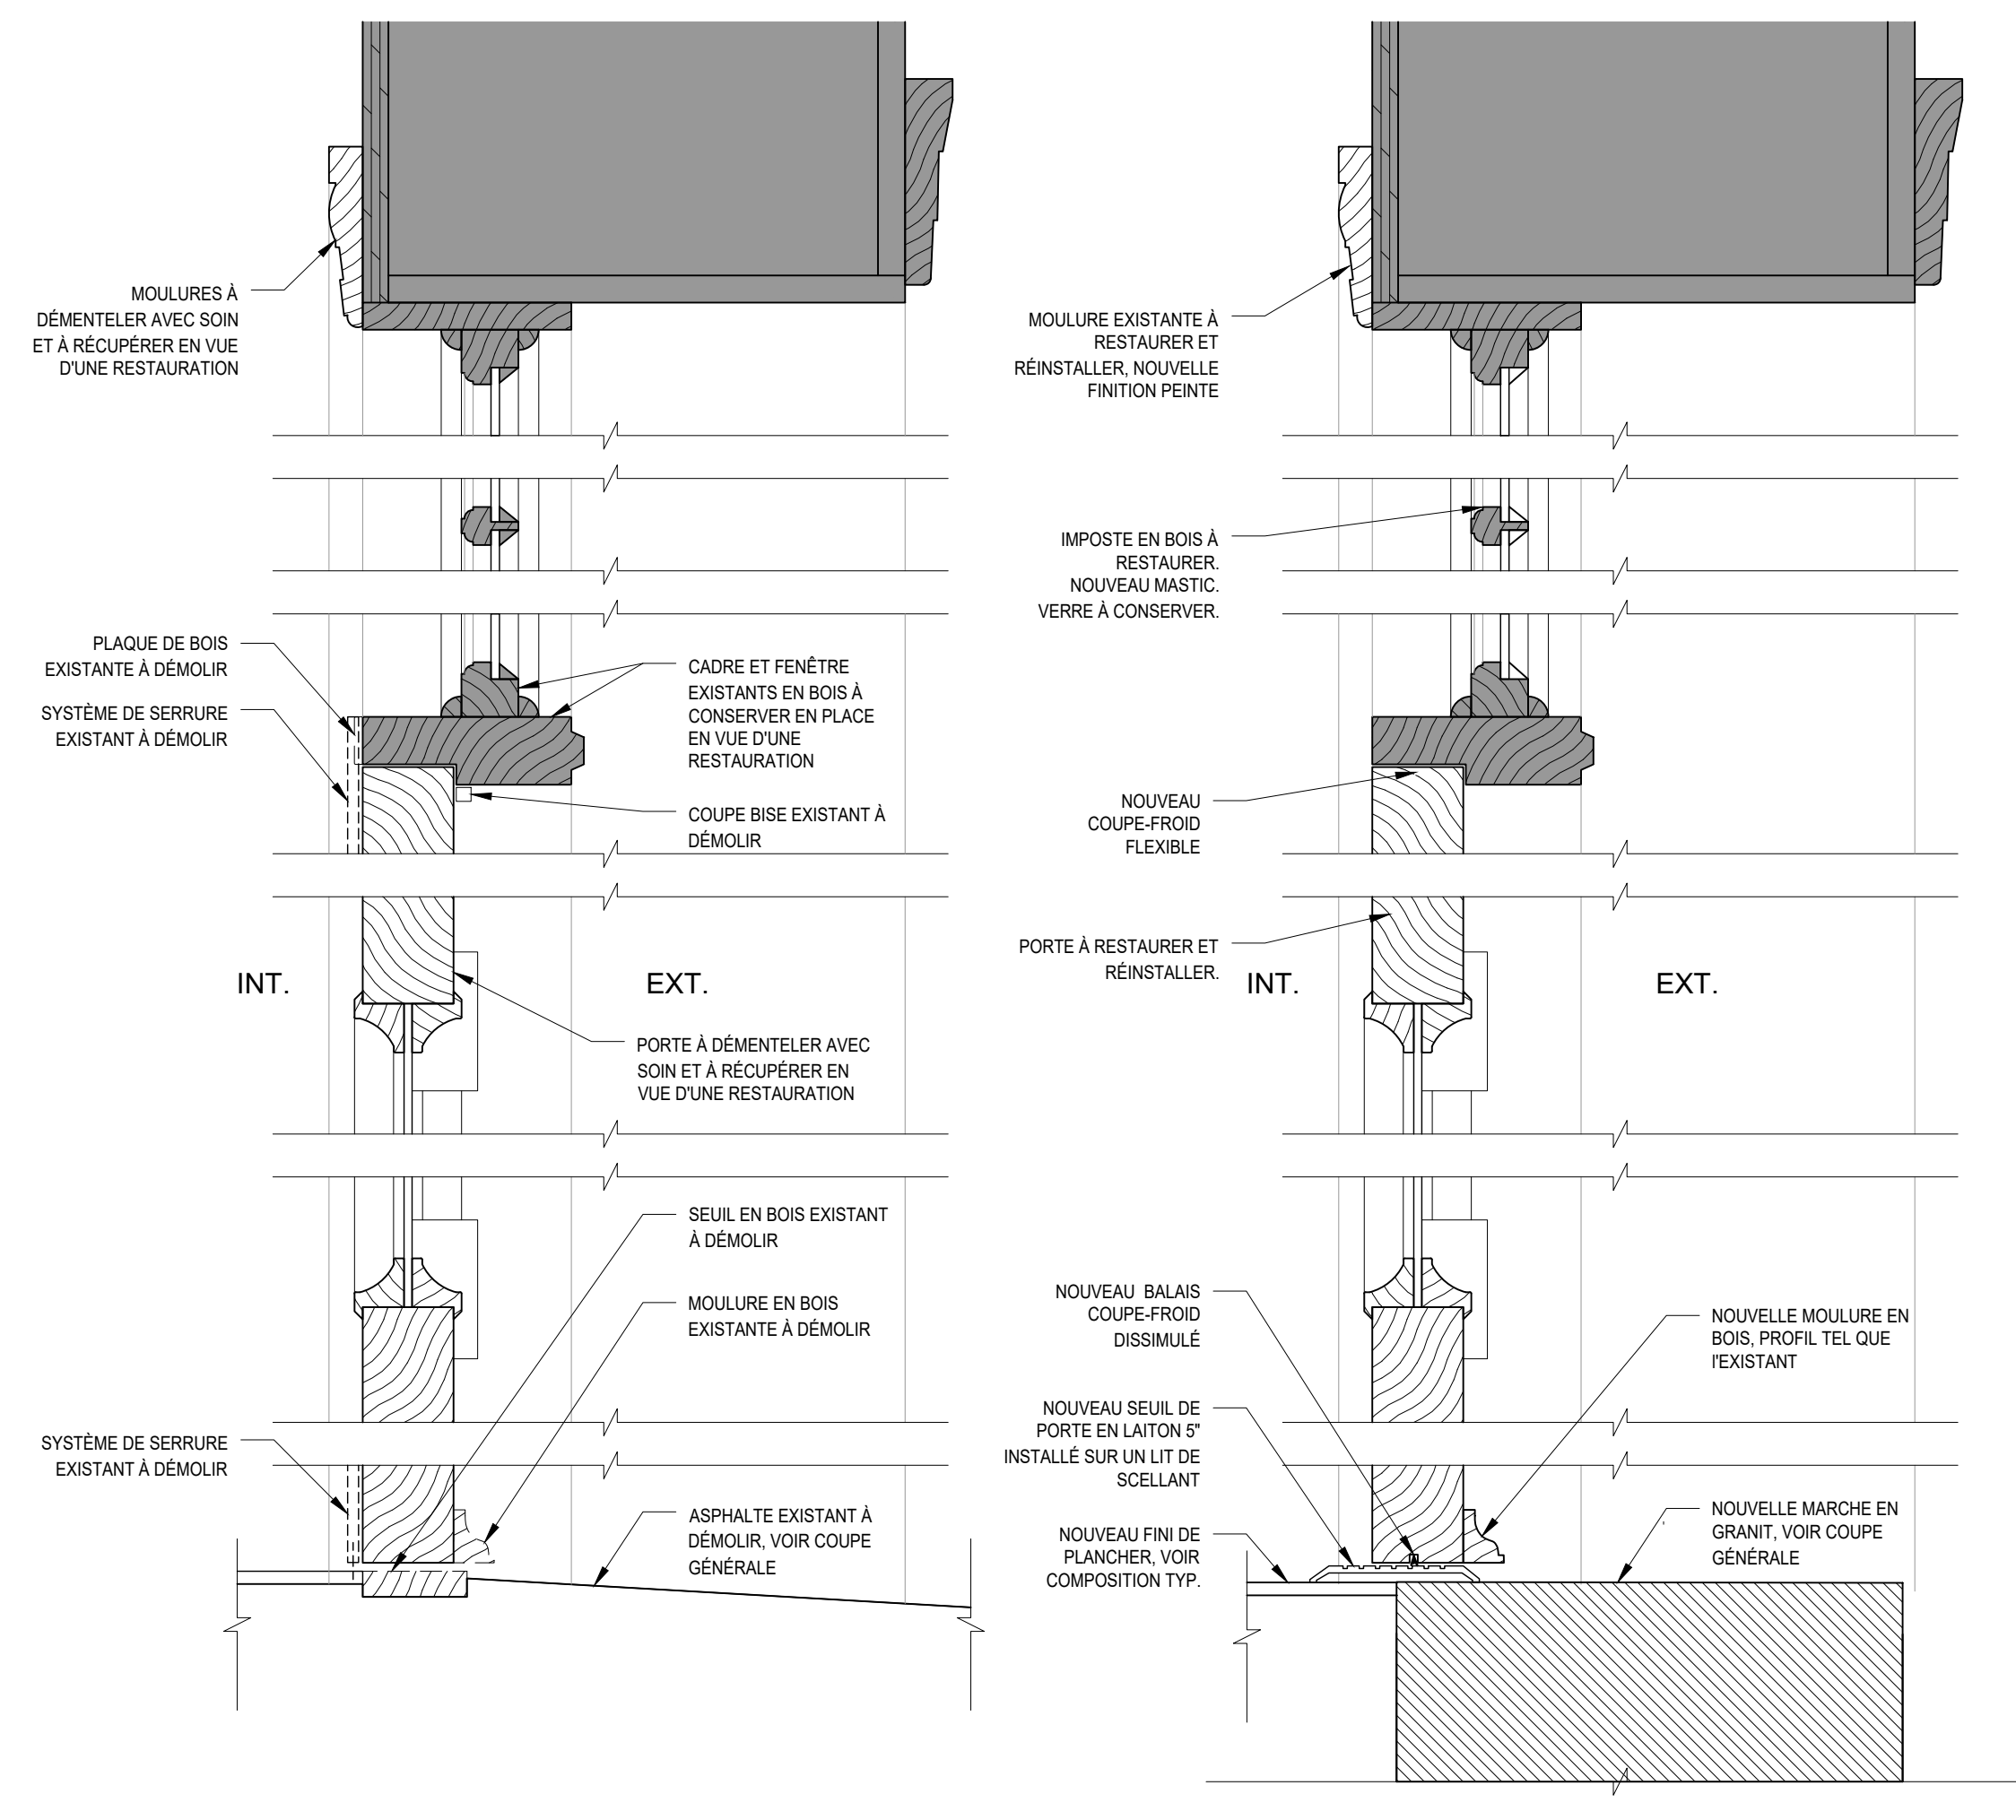 MOULURES À
DÉMENTELER AVEC SOIN
ET À RÉCUPÉRER EN VUE
D'UNE RESTAURATION
PLAQUE DE BOIS
EXISTANTE À DÉMOLIR
SYSTÈME DE SERRURE
EXISTANT À DÉMOLIR
CADRE ET FENÊTRE
EXISTANTS EN BOIS À
CONSERVER EN PLACE
EN VUE D'UNE
RESTAURATION
COUPE BISE EXISTANT À
DÉMOLIR
INT.
EXT.
PORTE À DÉMENTELER AVEC
SOIN ET À RÉCUPÉRER EN
VUE D'UNE RESTAURATION
SEUIL EN BOIS EXISTANT
À DÉMOLIR
MOULURE EN BOIS
EXISTANTE À DÉMOLIR
SYSTÈME DE SERRURE
EXISTANT À DÉMOLIR
ASPHALTE EXISTANT À
DÉMOLIR, VOIR COUPE
GÉNÉRALE
MOULURE EXISTANTE À
RESTAURER ET
RÉINSTALLER, NOUVELLE
FINITION PEINTE
IMPOSTE EN BOIS À
RESTAURER.
NOUVEAU MASTIC.
VERRE À CONSERVER.
NOUVEAU
COUPE-FROID
FLEXIBLE
PORTE À RESTAURER ET
RÉINSTALLER.
INT.
EXT.
NOUVEAU BALAIS
COUPE-FROID
DISSIMULÉ
NOUVELLE MOULURE EN
BOIS, PROFIL TEL QUE
l'EXISTANT
NOUVEAU SEUIL DE
PORTE EN LAITON 5"
INSTALLÉ SUR UN LIT DE
SCELLANT
NOUVEAU FINI DE
PLANCHER, VOIR
COMPOSITION TYP.
NOUVELLE MARCHE EN
GRANIT, VOIR COUPE
GÉNÉRALE